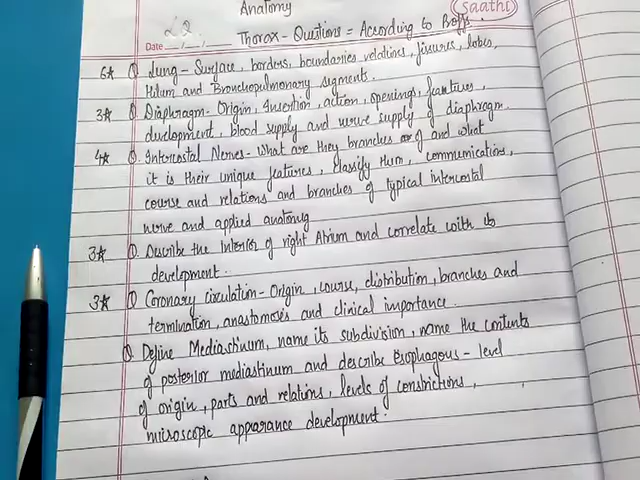 Anatomy
Saathi
Date
Thorax - Questions = According to Proffs.
6☆ Q Lung - Surface, borders, boundaries relations, fissures, lobes,
Hilum and Bronchopulmonary segments.
3☆ Q Diaphragm - Origin, Insertion, action, openings, features,
development, blood supply and nerve supply of diaphragm.
4☆ Q Intercostal Nerves - What are they branches of and what
it is their unique features, classify them, communications,
course and relations and branches of typical intercostal
nerve and applied anatomy
3☆ Q Describe the interior of right Atrium and correlate with its
development.
3☆ Q Coronary circulation - Origin, course, distribution, branches and
termination, anastomoses and clinical importance.
Q Define Mediastinum, name its subdivision, name the contents
of posterior mediastinum and describe Esophagous - level
of origin, parts and relations, levels of constrictions,
microscopic apparance development.